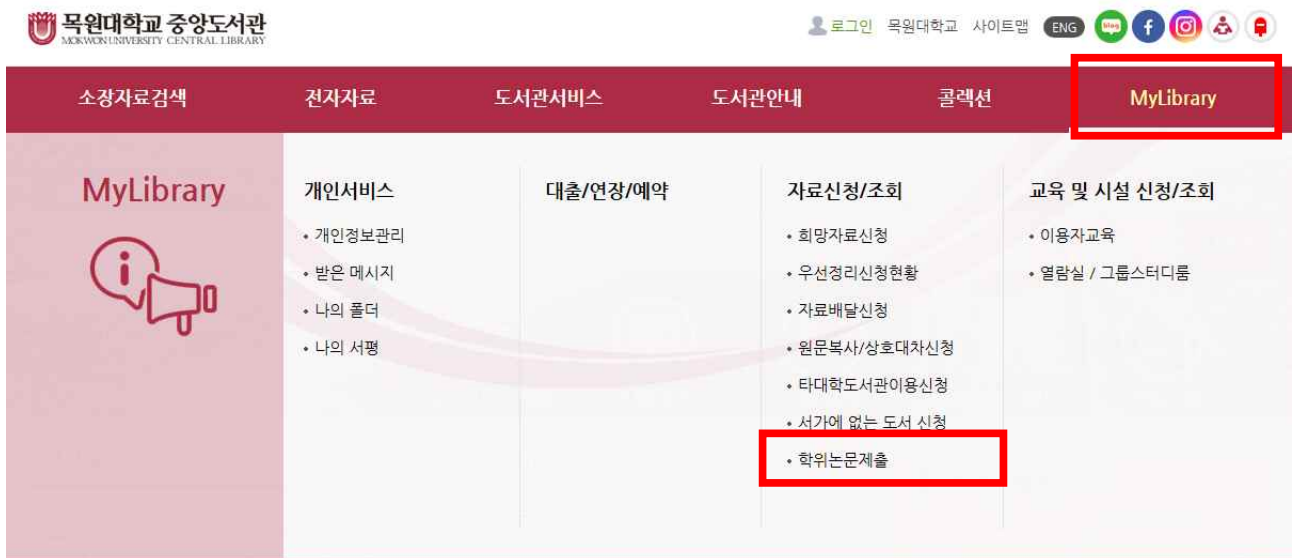 목원대학교 중앙도서관
MOKWON UNIVERSITY CENTRAL LIBRARY
로그인 목원대학교 사이트맵 ENG blog f
소장자료검색 전자자료 도서관서비스 도서관안내 콜렉션 MyLibrary
MyLibrary
개인서비스
• 개인정보관리
• 받은 메시지
• 나의 폴더
• 나의 서평
대출/연장/예약
자료신청/조회
• 희망자료신청
• 우선정리신청현황
• 자료배달신청
• 원문복사/상호대차신청
• 타대학도서관이용신청
• 서가에 없는 도서 신청
• 학위논문제출
교육 및 시설 신청/조회
• 이용자교육
• 열람실 / 그룹스터디룸